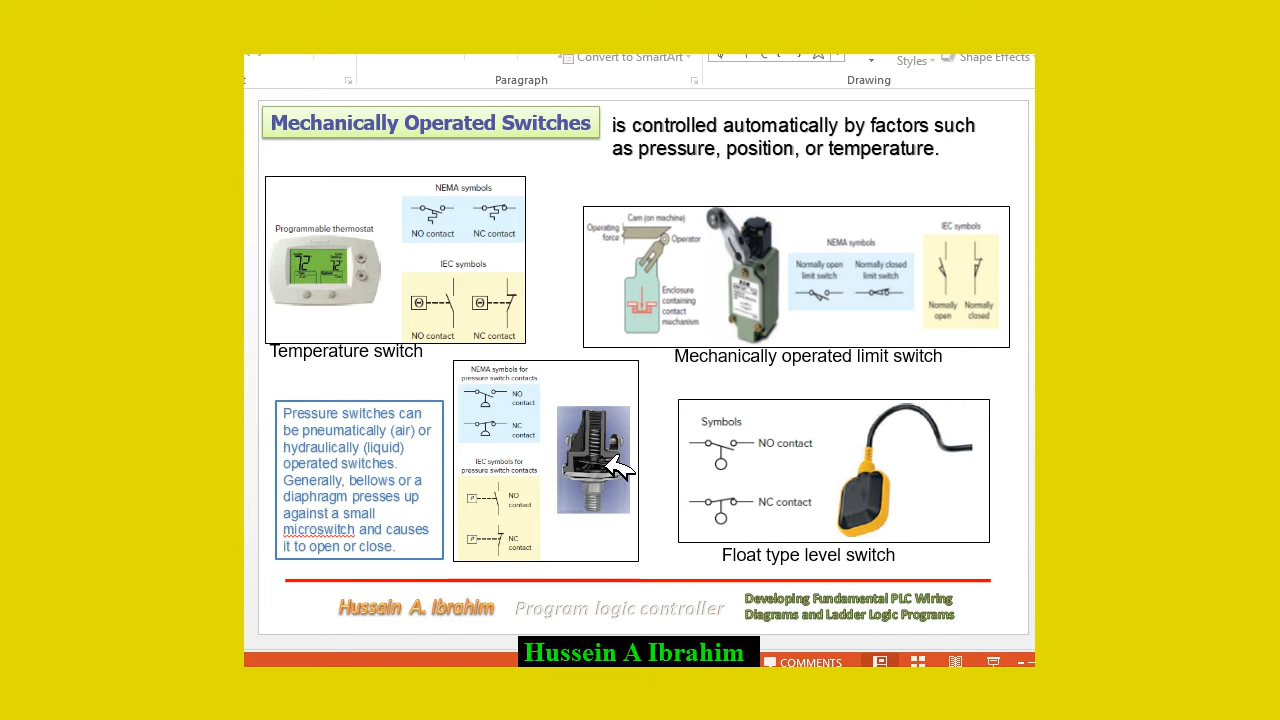 Convert to SmartArt
Styles
Shape Effects
Paragraph
Drawing
Mechanically Operated Switches
is controlled automatically by factors such
as pressure, position, or temperature.
NEMA symbols
NO contact
NC contact
Programmable thermostat
72
72
IEC symbols
Θ
Θ
NO contact
NC contact
Temperature switch
Cam (on machine)
Operating
force
Operator
Enclosure
containing
contact
mechanism
NEMA symbols
Normally open
limit switch
Normally closed
limit switch
IEC symbols
Normally
open
Normally
closed
Mechanically operated limit switch
Pressure switches can
be pneumatically (air) or
hydraulically (liquid)
operated switches.
Generally, bellows or a
diaphragm presses up
against a small
microswitch and causes
it to open or close.
NEMA symbols for
pressure switch contacts
NO
contact
NC
contact
IEC symbols for
pressure switch contacts
P
NO
contact
P
NC
contact
Symbols
NO contact
NC contact
Float type level switch
Hussein A. Ibrahim
Program logic controller
Developing Fundamental PLC Wiring
Diagrams and Ladder Logic Programs
Hussein A Ibrahim
COMMENTS